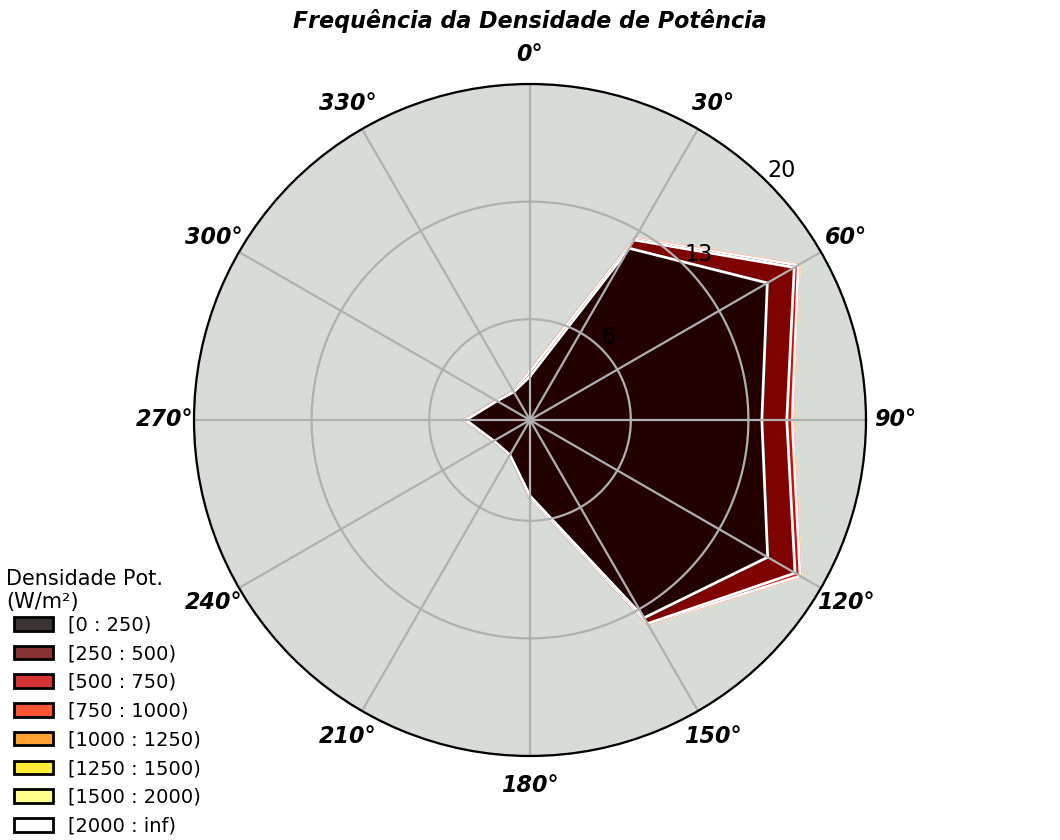 Frequência da Densidade de Potência
0°
330°
30°
20
300°
60°
13
6
270°
90°
240°
120°
210°
150°
180°
Densidade Pot.
(W/m²)
[0 : 250)
[250 : 500)
[500 : 750)
[750 : 1000)
[1000 : 1250)
[1250 : 1500)
[1500 : 2000)
[2000 : inf)